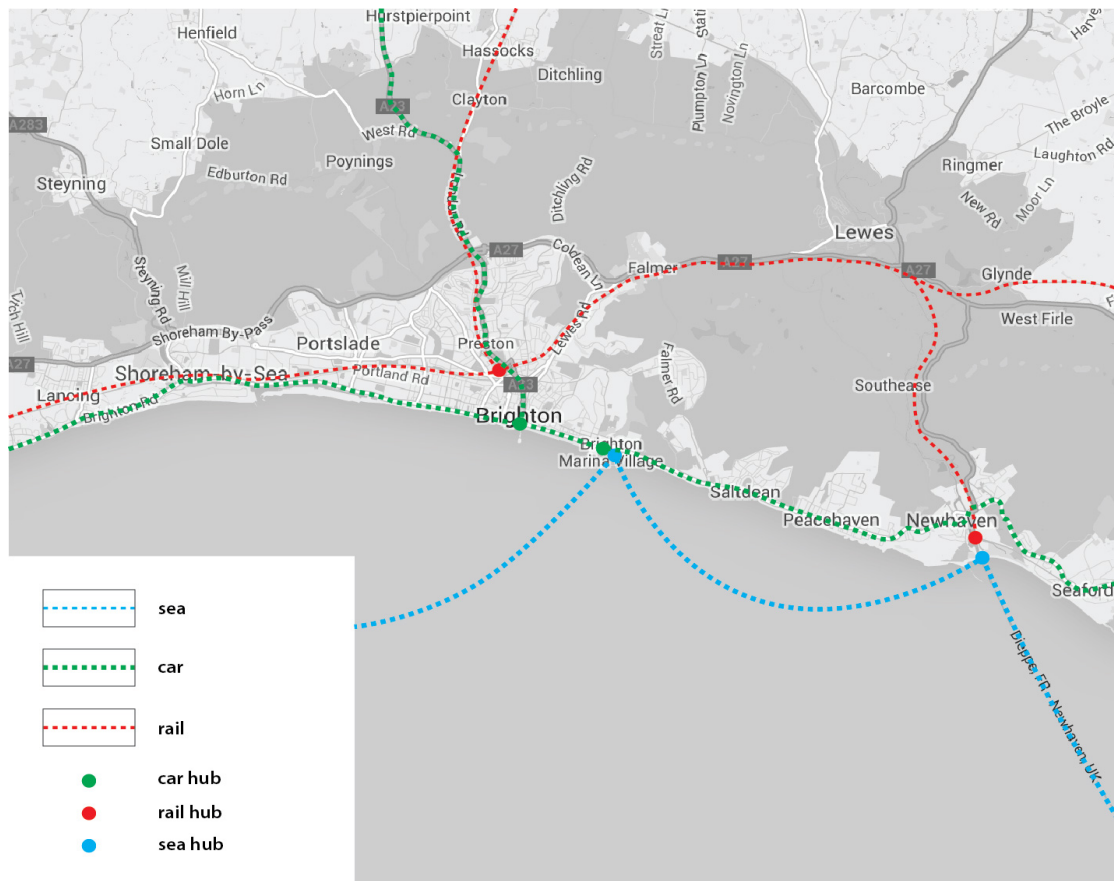 Hurstpierpoint
Henfield
Hassocks
Ditchling
Streat Ln
Plumpton Ln
Novington Ln
Barcombe
The Broyle
Laughton Rd
Horn Ln
A23
Clayton
West Rd
A283
Small Dole
Poynings
Edburton Rd
Steyning
Ditchling Rd
Ringmer
New Rd
Moor Ln
Lewes
A27
Coldean Ln
Falmer
A27
A27
Glynde
Steyning Rd
Mill Hill
Shoreham By-Pass
West Firle
Portslade
Preston
Lewes Rd
A27
Shoreham-by-Sea
Portland Rd
A23
Falmer Rd
Southease
Lancing
Brighton Rd
Brighton
Brighton
Marina Village
Saltdean
Peacehaven
Newhaven
Seaford
Dieppe, FR - Newhaven, UK
sea
car
rail
car hub
rail hub
sea hub